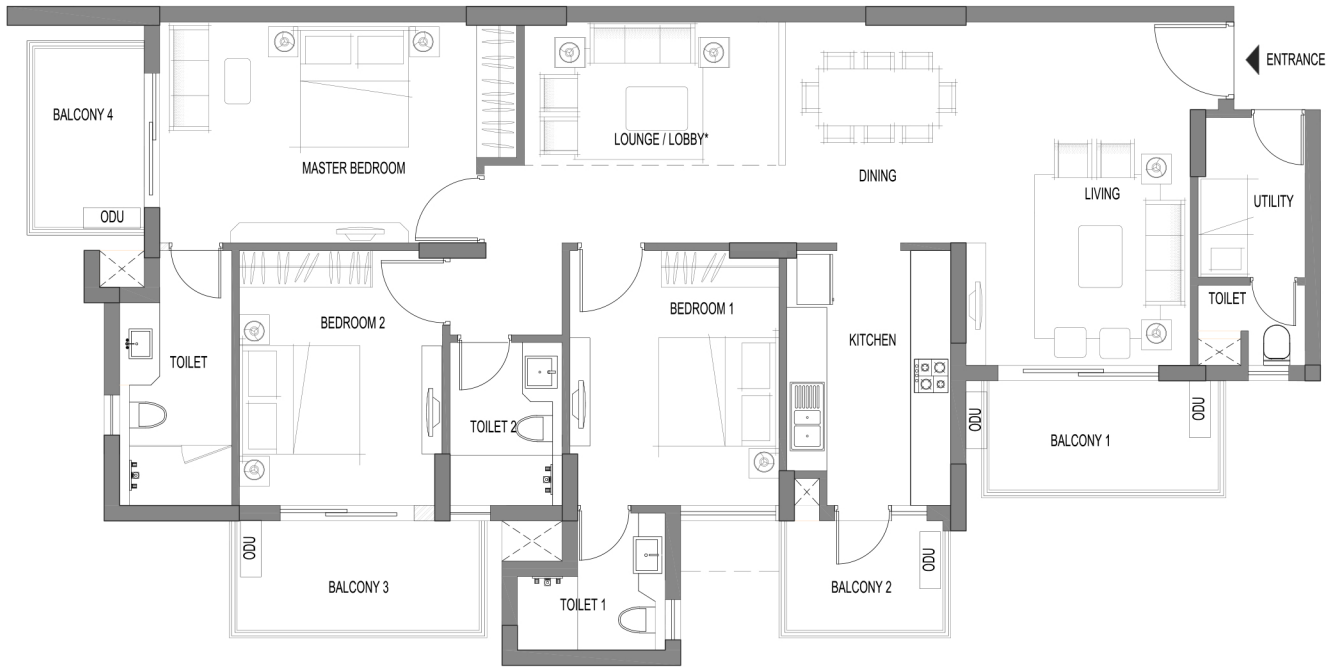 ENTRANCE
BALCONY 4
LOUNGE / LOBBY*
MASTER BEDROOM
DINING
LIVING
UTILITY
ODU
TOILET
BEDROOM 2
BEDROOM 1
KITCHEN
TOILET
TOILET 2
ODU
ODU
BALCONY 1
ODU
ODU
BALCONY 3
BALCONY 2
TOILET 1